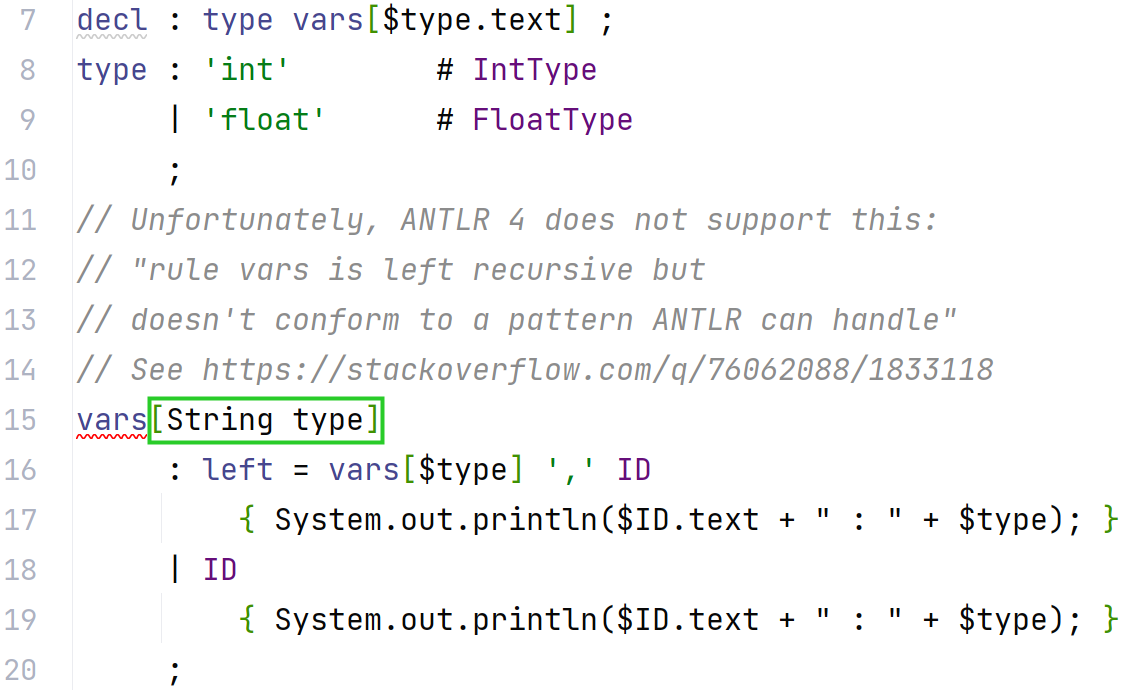 7 decl : type vars[$type.text] ;
8 type : 'int'        # IntType
9      | 'float'      # FloatType
10      ;
11 // Unfortunately, ANTLR 4 does not support this:
12 // "rule vars is left recursive but
13 // doesn't conform to a pattern ANTLR can handle"
14 // See https://stackoverflow.com/q/76062088/1833118
15 vars[String type]
16      : left = vars[$type] ',' ID
17          { System.out.println($ID.text + " : " + $type); }
18      | ID
19          { System.out.println($ID.text + " : " + $type); }
20      ;